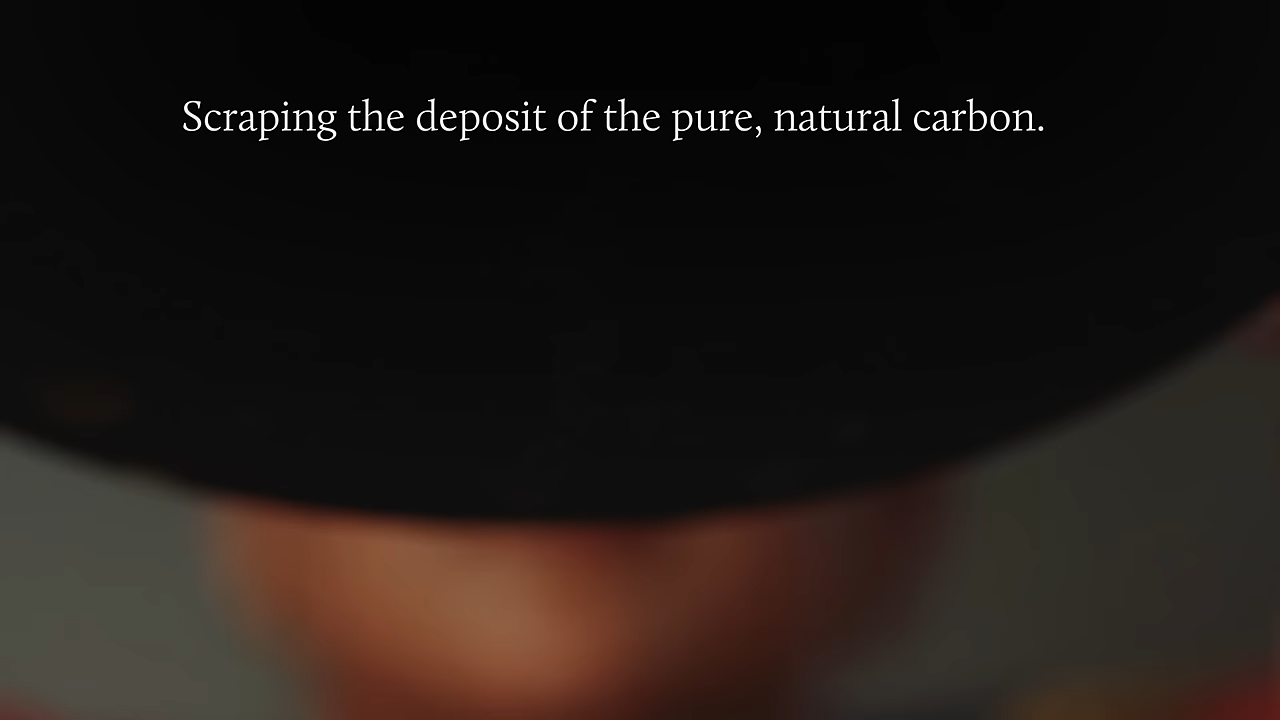 Scraping the deposit of the pure, natural carbon.